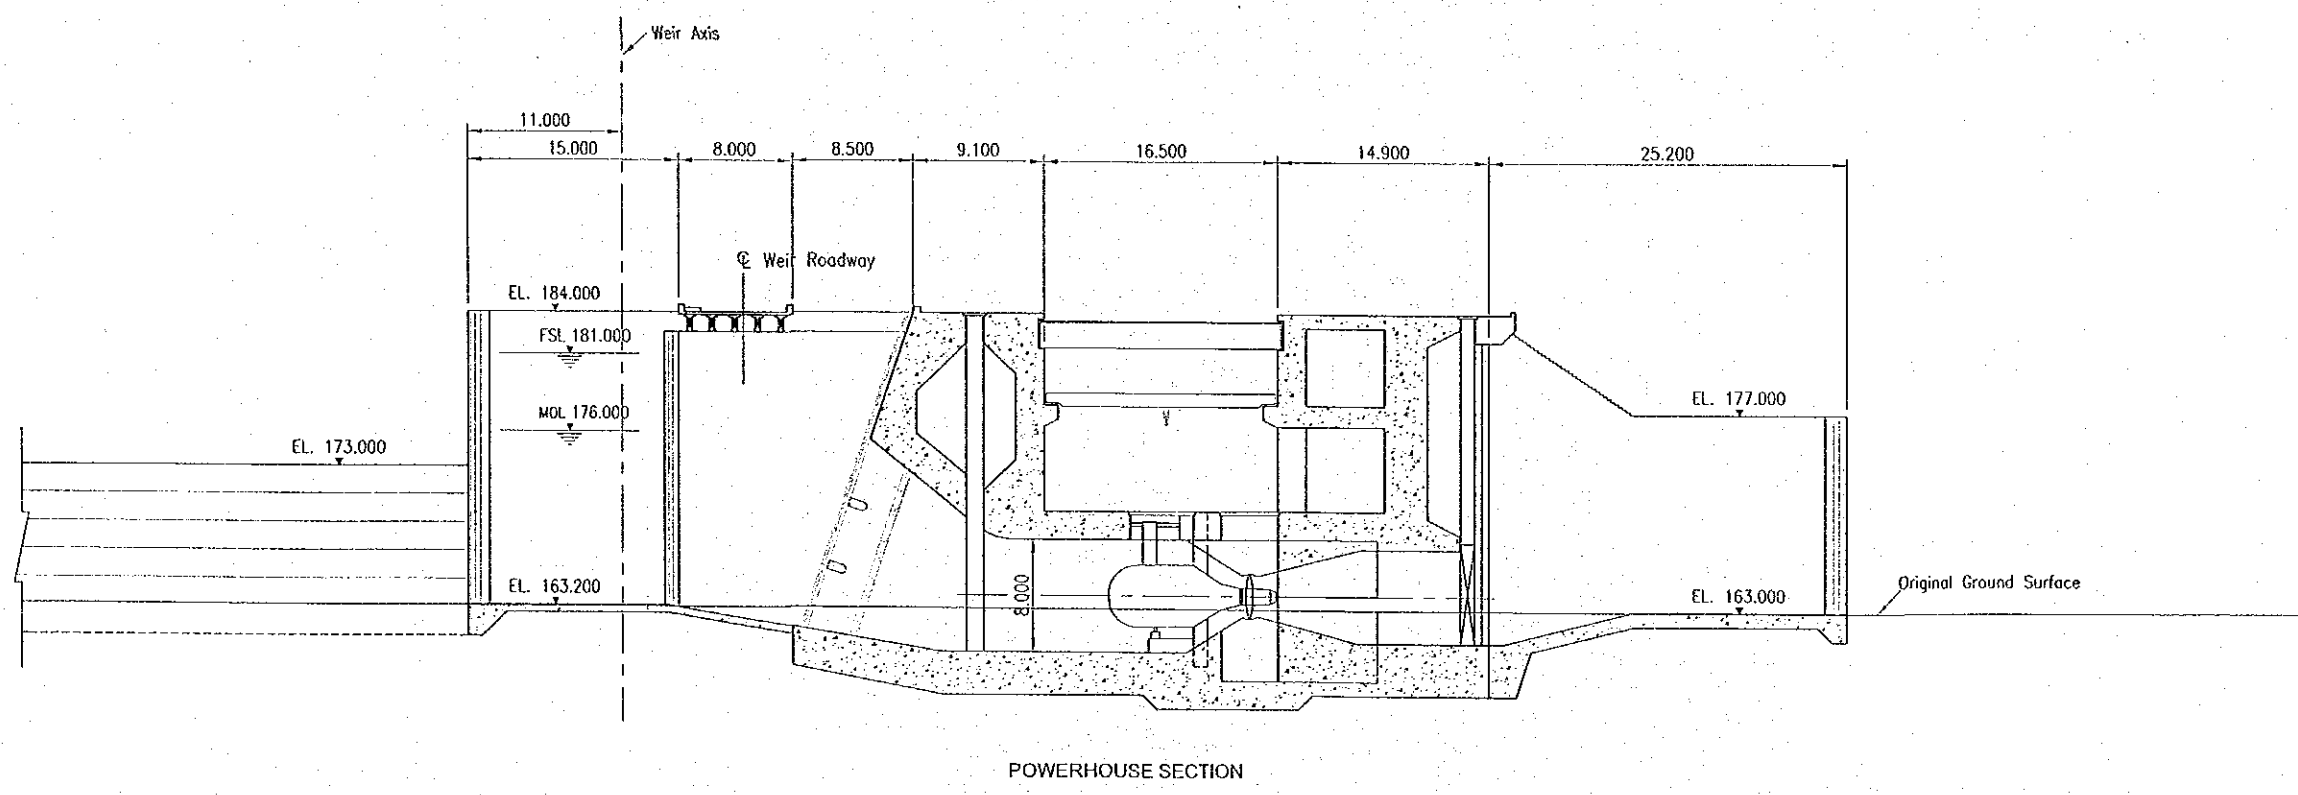 Weir Axis
11.000
15.000
8.000
8.500
9.100
16.500
14.900
25.200
℄ Weir Roadway
EL. 184.000
FSL 181.000
MOL 176.000
EL. 177.000
EL. 173.000
EL. 163.200
8.000
EL. 163.000
Original Ground Surface
POWERHOUSE SECTION